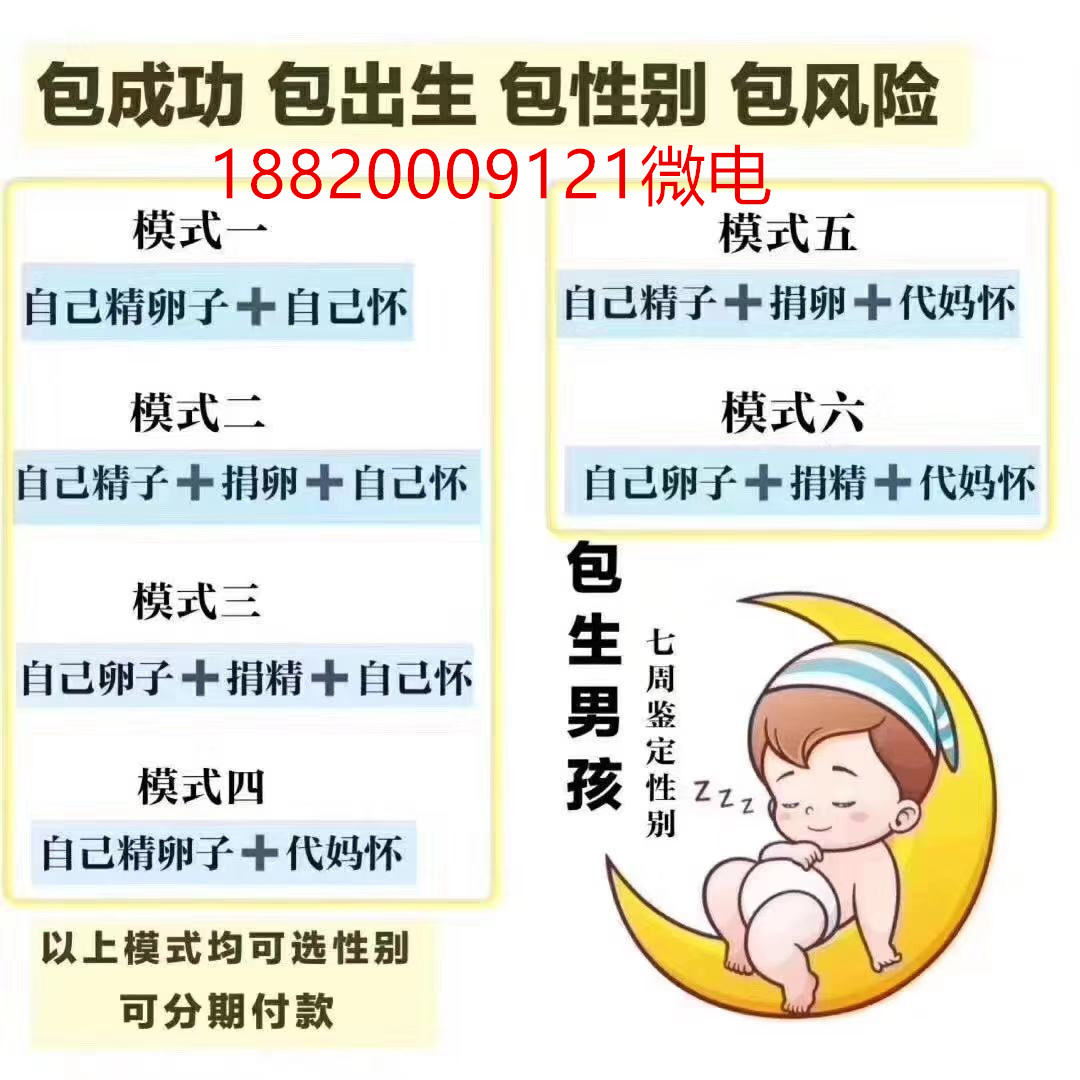 包成功 包出生 包性别 包风险
18820009121微电
模式一
自己精卵子➕自己怀
模式二
自己精子➕捐卵➕自己怀
模式三
自己卵子➕捐精➕自己怀
模式四
自己精卵子➕代妈怀
以上模式均可选性别
可分期付款
模式五
自己精子➕捐卵➕代妈怀
模式六
自己卵子➕捐精➕代妈怀
包生男孩
七周鉴定性别
zzz